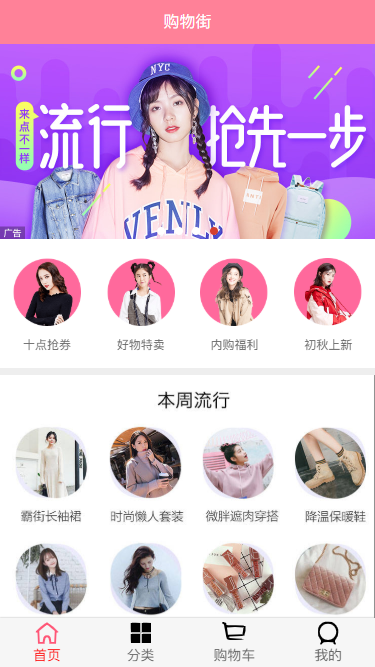 购物街
NYC
来点不一样
流行 抢先一步
VENLI
广告
十点抢券
好物特卖
内购福利
初秋上新
本周流行
霸街长袖裙
时尚懒人套装
微胖遮肉穿搭
降温保暖鞋
首页
分类
购物车
我的